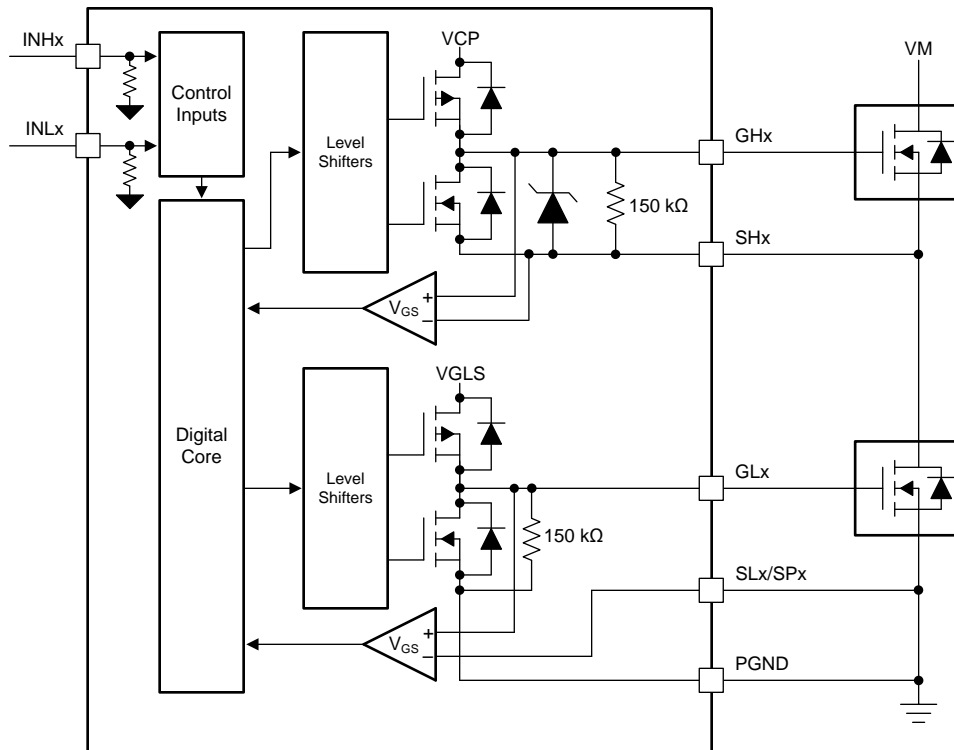 INHx
INLx
Control
Inputs
Digital
Core
Level
Shifters
VCP
VGS
+
−
150 kΩ
GHx
SHx
VM
Level
Shifters
VGLS
VGS
+
−
150 kΩ
GLx
SLx/SPx
PGND